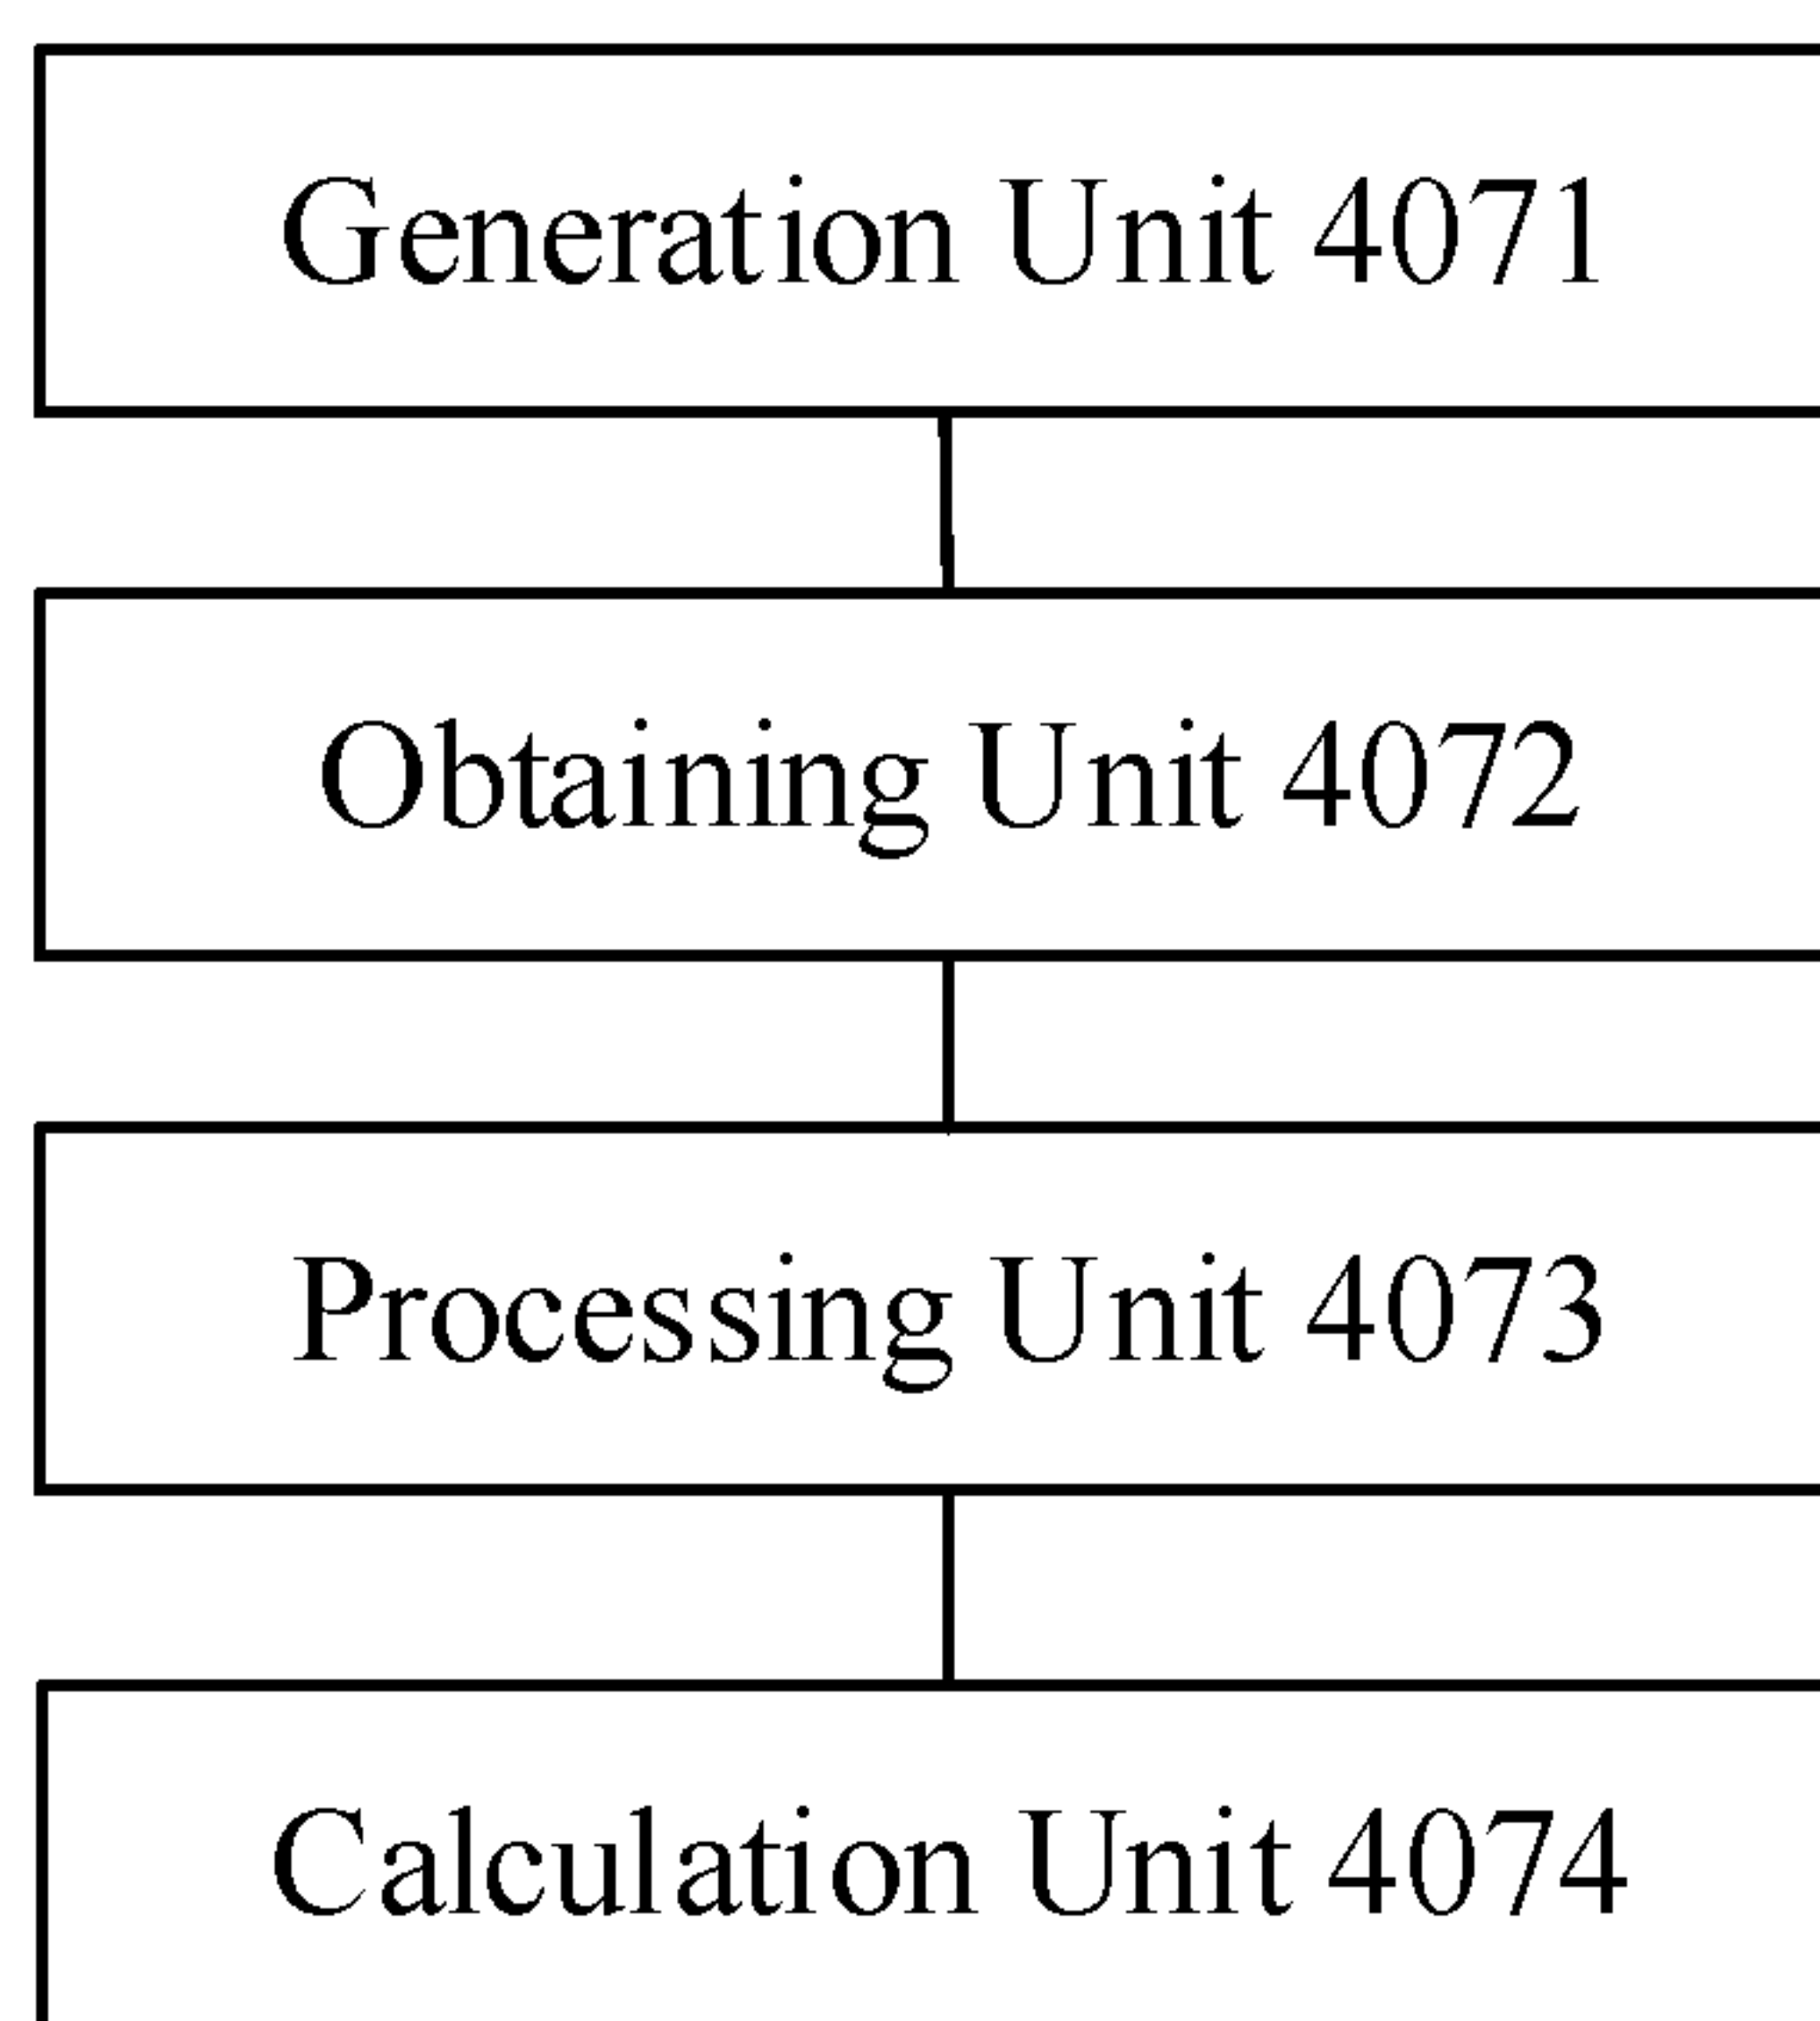 Generation Unit 4071
Obtaining Unit 4072
Processing Unit 4073
Calculation Unit 4074